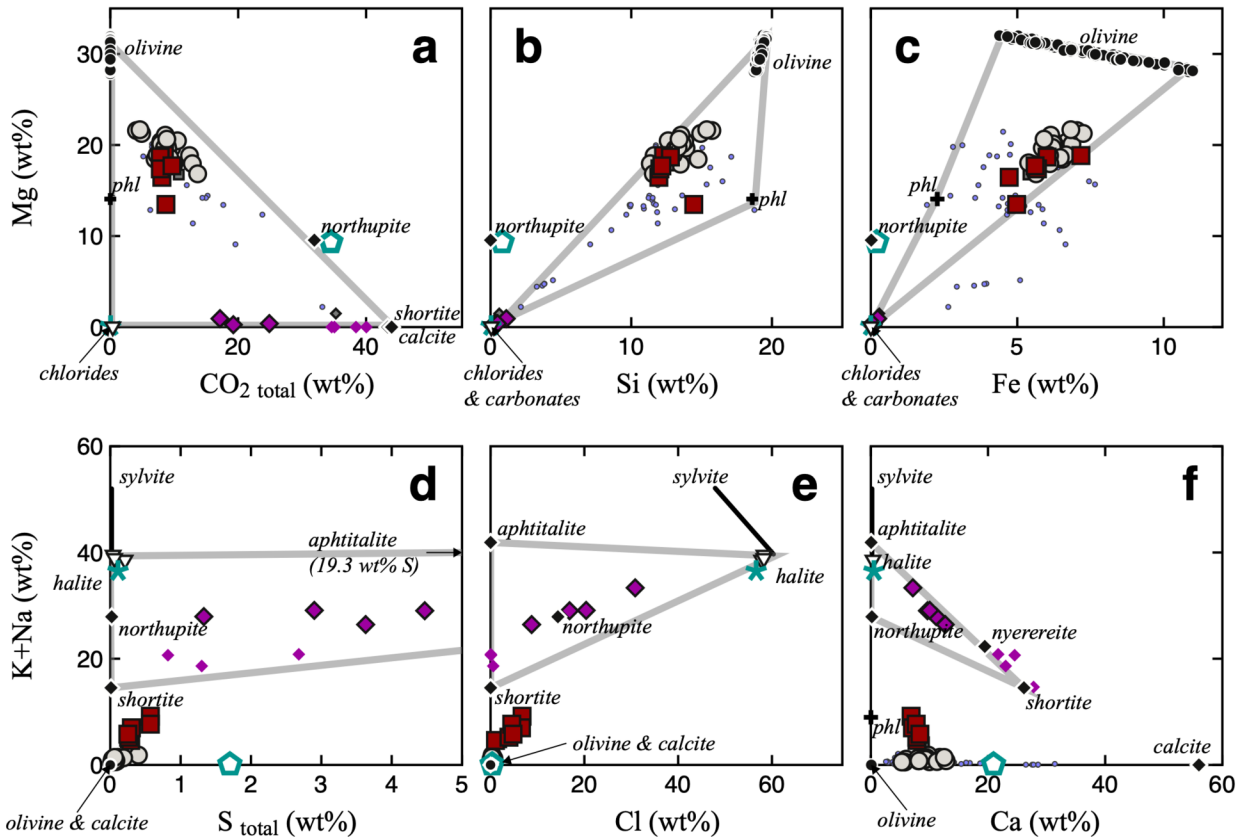 a
b
c
30
20
10
0
Mg (wt%)
olivine
phl
northupite
shortite
calcite
chlorides
0
20
40
CO2 total (wt%)
olivine
phl
northupite
chlorides
& carbonates
0
10
20
Si (wt%)
olivine
phl
northupite
chlorides
& carbonates
0
5
10
Fe (wt%)
d
e
f
60
40
20
0
K+Na (wt%)
sylvite
aphtitalite
(19.3 wt% S)
halite
northupite
shortite
olivine & calcite
0
1
2
3
4
5
S total (wt%)
sylvite
aphtitalite
halite
northupite
shortite
olivine & calcite
0
20
40
60
Cl (wt%)
sylvite
aphtitalite
halite
northupite
nyerereite
shortite
phl
calcite
olivine
0
20
40
60
Ca (wt%)